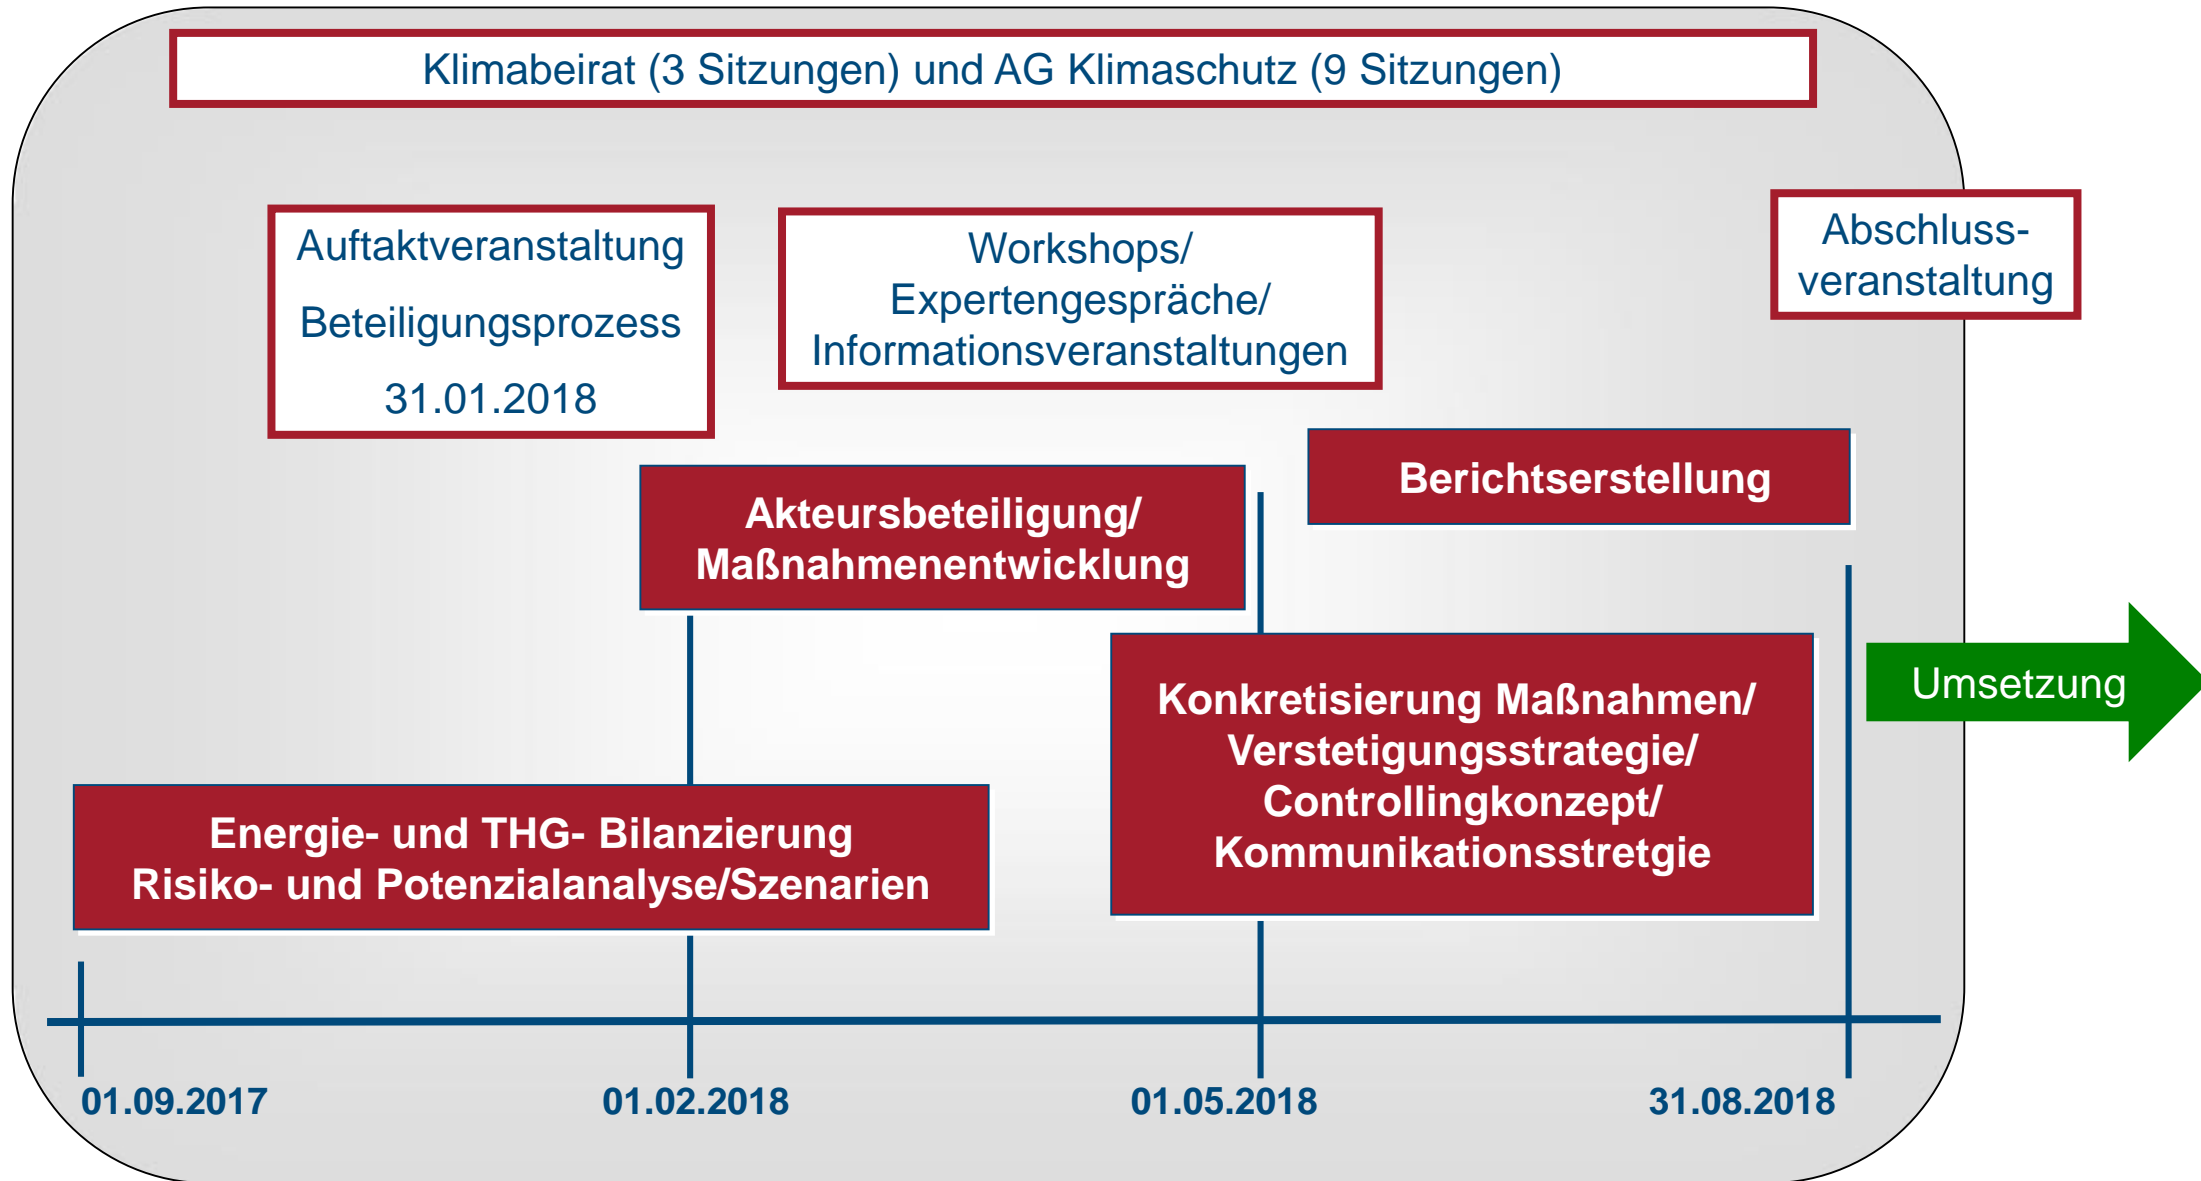 Klimabeirat (3 Sitzungen) und AG Klimaschutz (9 Sitzungen)
Auftaktveranstaltung
Beteiligungsprozess
31.01.2018
Workshops/
Expertengespräche/
Informationsveranstaltungen
Abschluss-
veranstaltung
Berichtserstellung
Akteursbeteiligung/
Maßnahmenentwicklung
Konkretisierung Maßnahmen/
Verstetigungsstrategie/
Controllingkonzept/
Kommunikationsstretgie
Umsetzung
Energie- und THG- Bilanzierung
Risiko- und Potenzialanalyse/Szenarien
01.09.2017
01.02.2018
01.05.2018
31.08.2018